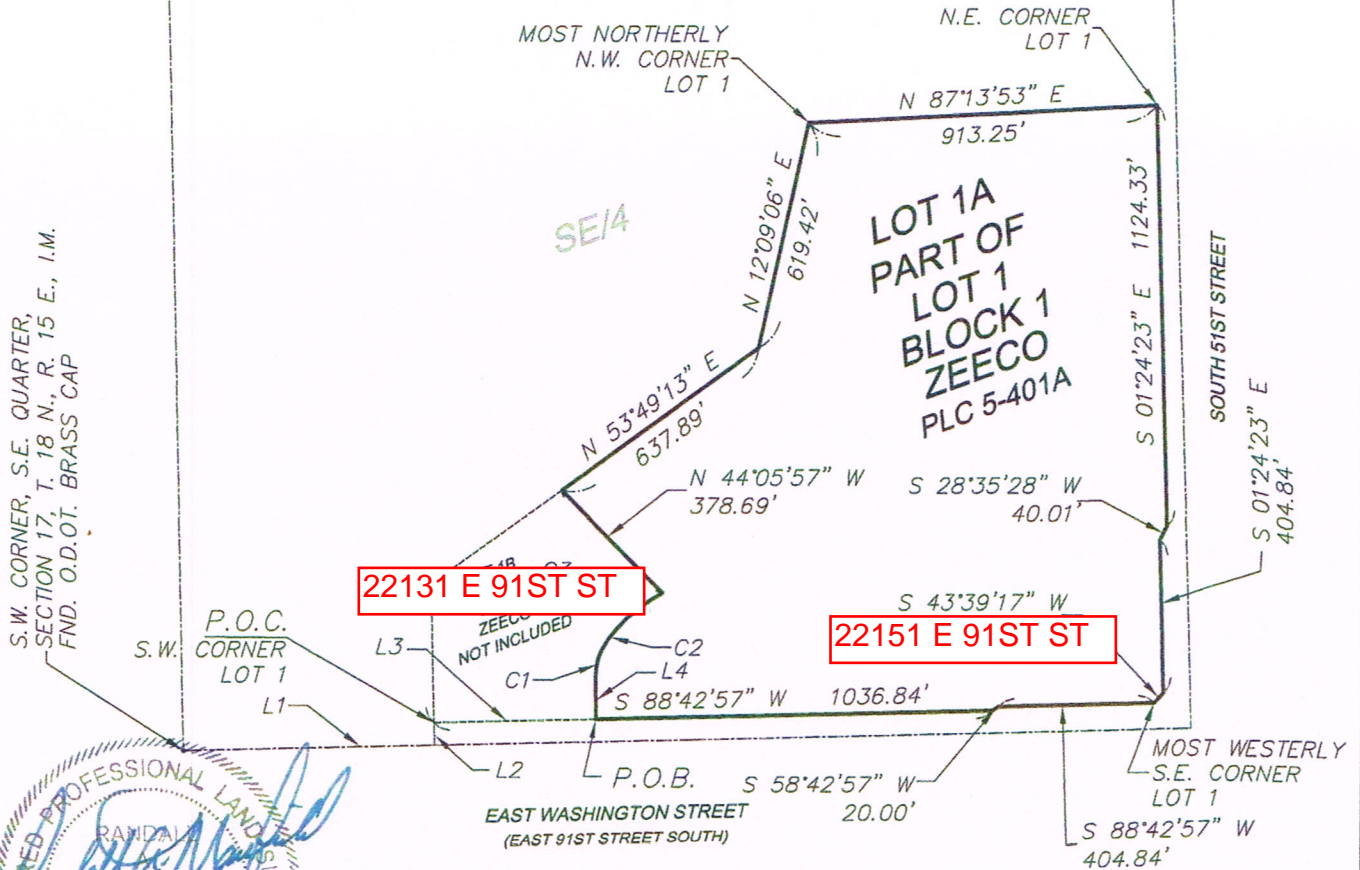 MOST NORTHERLY
N.W. CORNER
LOT 1
N.E. CORNER
LOT 1
N 87°13'53" E
913.25'
N 12°09'06" E
619.42'
SE/4
LOT 1A
PART OF
LOT 1
BLOCK 1
ZEECO
PLC 5-401A
S 01°24'23" E 1124.33'
SOUTH 51ST STREET
S.W. CORNER, S.E. QUARTER,
SECTION 17, T. 18 N., R. 15 E., I.M.
FND. O.D.OT. BRASS CAP
N 53°49'13" E
637.89'
N 44°05'57" W
378.69'
S 28°35'28" W
40.01'
S 01°24'23" E
404.84'
22131 E 91ST ST
ZEECO
NOT INCLUDED
S 43°39'17" W
22151 E 91ST ST
P.O.C.
S.W. CORNER
LOT 1
L1
L3
C1
C2
L4
S 88°42'57" W 1036.84'
L2
P.O.B.
S 58°42'57" W
20.00'
MOST WESTERLY
S.E. CORNER
LOT 1
S 88°42'57" W
404.84'
EAST WASHINGTON STREET
(EAST 91ST STREET SOUTH)
PROFESSIONAL LAND
RANDALL